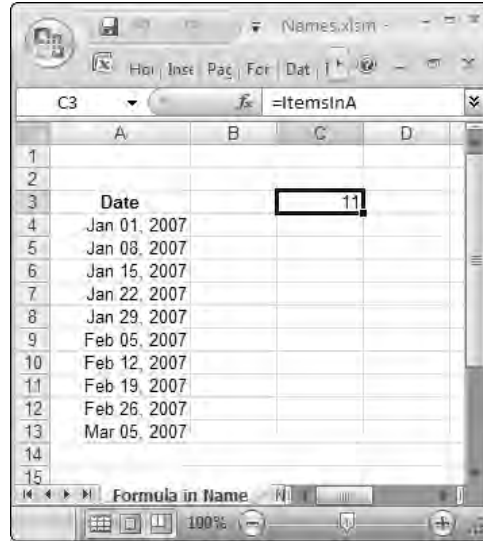 Names.xlsm -
Hor Inse Pag For Dat
C3 fx =ItemsInA
A B C D
1
2
3 Date 11
4 Jan 01, 2007
5 Jan 08, 2007
6 Jan 15, 2007
7 Jan 22, 2007
8 Jan 29, 2007
9 Feb 05, 2007
10 Feb 12, 2007
11 Feb 19, 2007
12 Feb 26, 2007
13 Mar 05, 2007
14
15
Formula in Name
100%